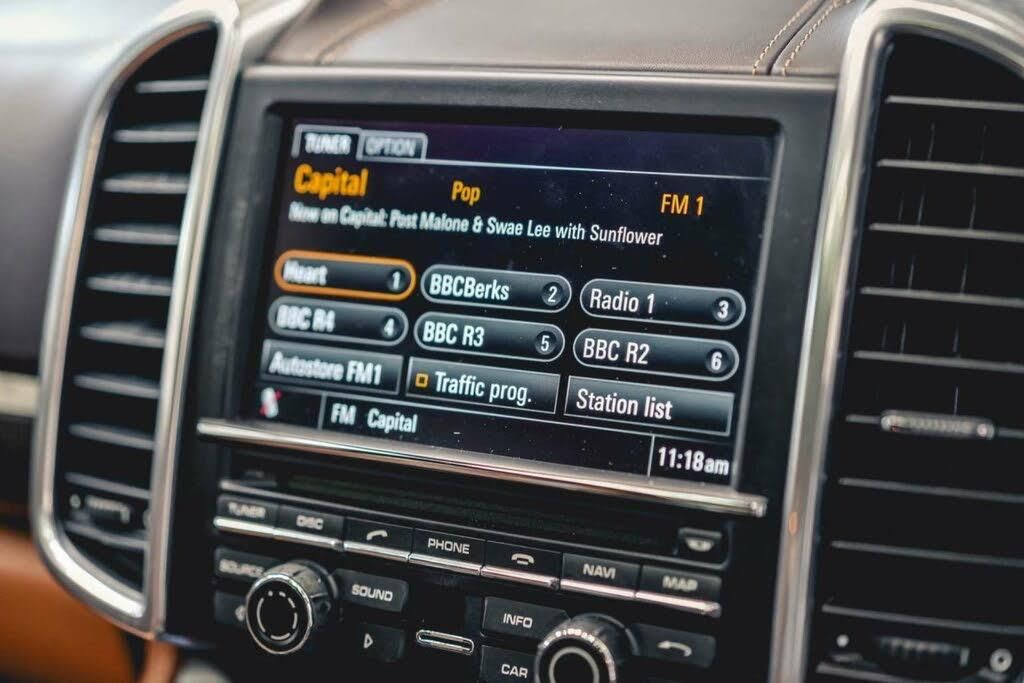 TUNER OPTION
Capital Pop FM 1
Now on Capital: Post Malone & Swae Lee with Sunflower
Heart 1 BBCBerks 2 Radio 1 3
BBC R4 4 BBC R3 5 BBC R2 6
Autostore FM1 Traffic prog. Station list
FM Capital 11:18am
TUNER DISC PHONE NAVI MAP
SOURCE SOUND INFO
CAR